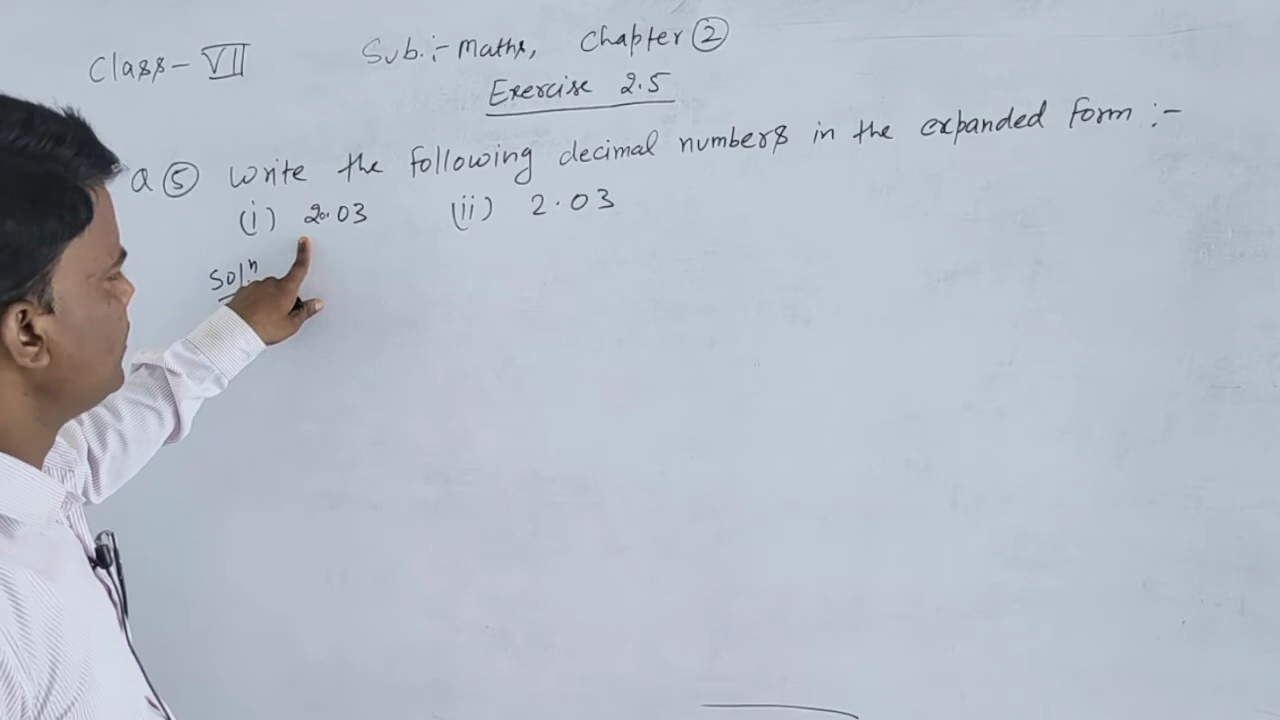 Class - VII Sub. :- Maths, Chapter 2
Exercise 2.5
Q 5 Write the following decimal numbers in the expanded form :-
(i) 20.03 (ii) 2.03
Solⁿ